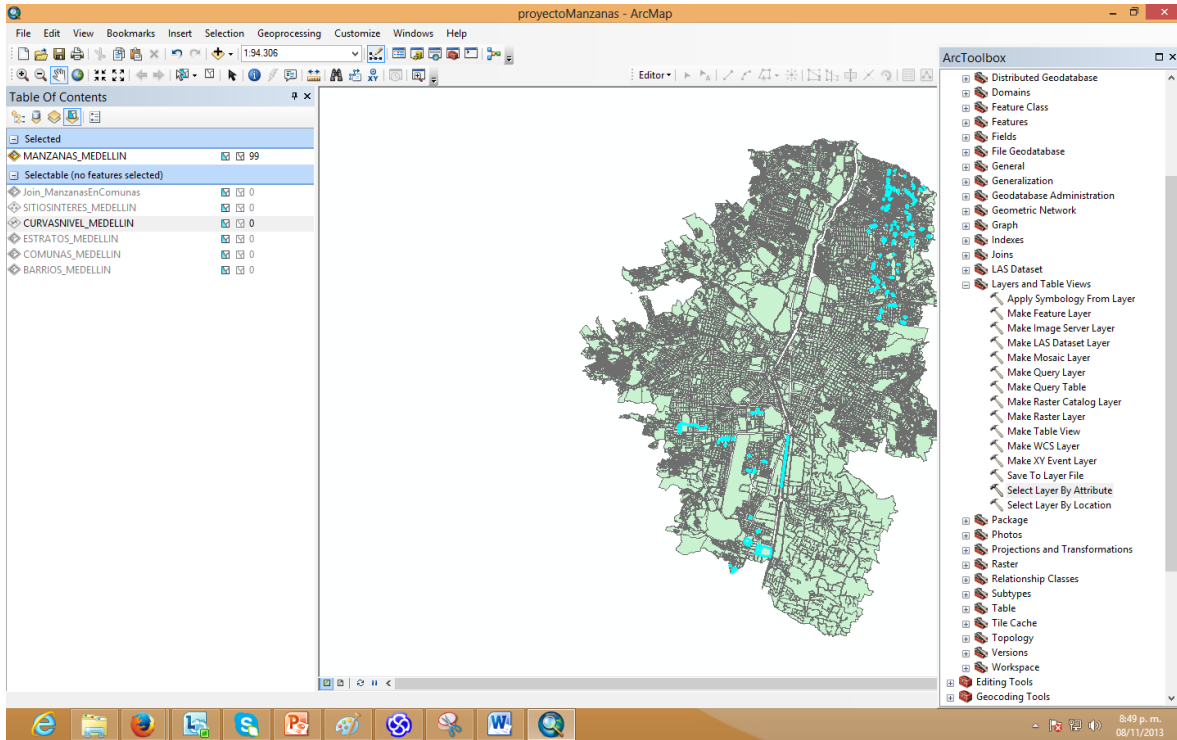 proyectoManzanas - ArcMap
File Edit View Bookmarks Insert Selection Geoprocessing Customize Windows Help
1:94.306
Editor
Table Of Contents
Selected
MANZANAS_MEDELLIN 99
Selectable (no features selected)
Join_ManzanasEnComunas 0
SITIOSINTERES_MEDELLIN 0
CURVASNIVEL_MEDELLIN 0
ESTRATOS_MEDELLIN 0
COMUNAS_MEDELLIN 0
BARRIOS_MEDELLIN 0
ArcToolbox
Distributed Geodatabase
Domains
Feature Class
Features
Fields
File Geodatabase
General
Generalization
Geodatabase Administration
Geometric Network
Graph
Indexes
Joins
LAS Dataset
Layers and Table Views
Apply Symbology From Layer
Make Feature Layer
Make Image Server Layer
Make LAS Dataset Layer
Make Mosaic Layer
Make Query Layer
Make Query Table
Make Raster Catalog Layer
Make Raster Layer
Make Table View
Make WCS Layer
Make XY Event Layer
Save To Layer File
Select Layer By Attribute
Select Layer By Location
Package
Photos
Projections and Transformations
Raster
Relationship Classes
Subtypes
Table
Tile Cache
Topology
Versions
Workspace
Editing Tools
Geocoding Tools
8:49 p. m.
08/11/2013